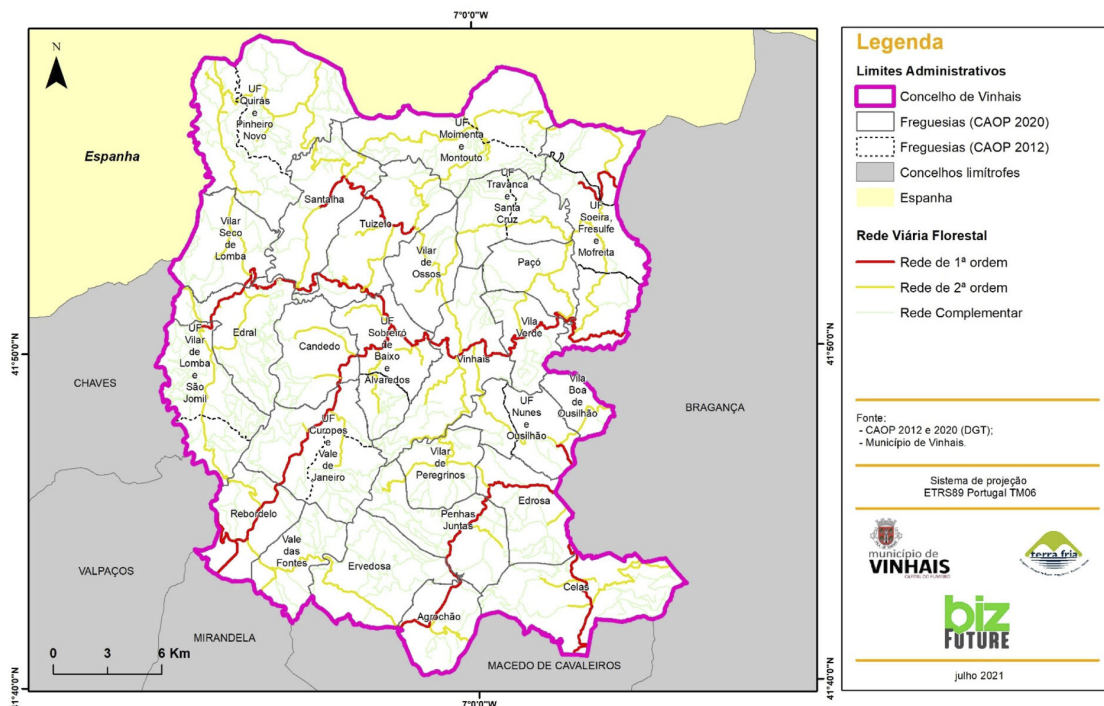 7°0'0"W
N
Espanha
UF
Quirás
e
Pinheiro
Novo
UF
Moimenta
e
Montouto
UF
Travanca
e
Santa
Cruz
Santalha
Tuizelo
UF
Soeira,
Fresulfe
e
Mofreita
Vilar
Seco
de
Lomba
Vilar
de
Ossos
Paçó
UF
Vilar
de
Lomba
e São
Jomil
Edral
Candedo
UF
Sobreiró
de
Baixo
e
Alvaredos
Vila
Verde
Vinhais
Vila
Boa
de
Ousilhão
UF
Nunes
e
Ousilhão
UF
Curopos
e
Vale
de
Janeiro
Vilar
de
Peregrinos
Rebordelo
Penhas
Juntas
Edrosa
Vale
das
Fontes
Ervedosa
Celas
Agrochão
CHAVES
BRAGANÇA
VALPAÇOS
MIRANDELA
MACEDO DE CAVALEIROS
41°50'0"N
41°50'0"N
41°40'0"N
41°40'0"N
0 3 6 Km
7°0'0"W
Legenda
Limites Administrativos
Concelho de Vinhais
Freguesias (CAOP 2020)
Freguesias (CAOP 2012)
Concelhos limítrofes
Espanha
Rede Viária Florestal
Rede de 1ª ordem
Rede de 2ª ordem
Rede Complementar
Fonte:
- CAOP 2012 e 2020 (DGT);
- Município de Vinhais.
Sistema de projeção
ETRS89 Portugal TM06
município de
VINHAIS
CAPITAL DO FUMEIRO
terra fria
biz
FUTURE
julho 2021